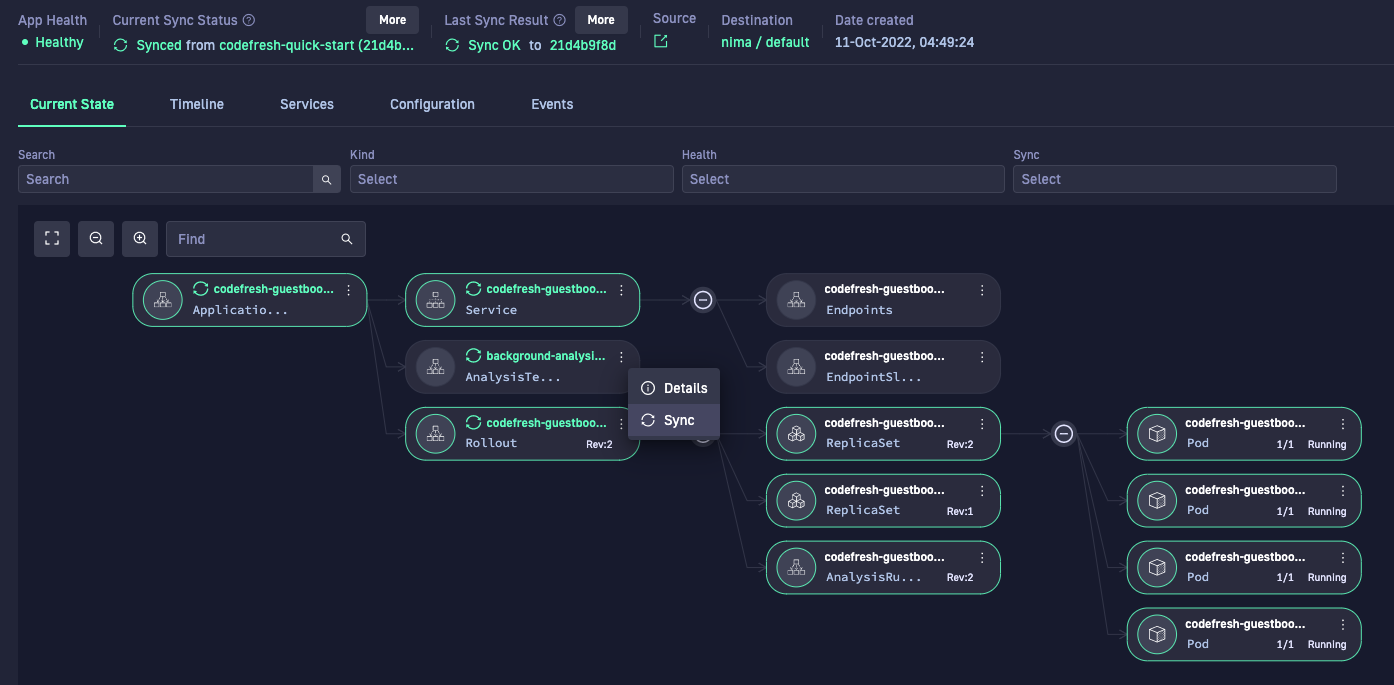 App Health
Current Sync Status
More
Last Sync Result
More
Source
Destination
Date created
Healthy
Synced from codefresh-quick-start (21d4b...
Sync OK to 21d4b9f8d
nima / default
11-Oct-2022, 04:49:24
Current State
Timeline
Services
Configuration
Events
Search
Kind
Health
Sync
Search
Select
Select
Select
Find
codefresh-guestboo...
Applicatio...
codefresh-guestboo...
Service
codefresh-guestboo...
Endpoints
background-analysi...
AnalysisTe...
codefresh-guestboo...
EndpointSl...
Details
Sync
codefresh-guestboo...
Rollout
Rev:2
codefresh-guestboo...
ReplicaSet
Rev:2
codefresh-guestboo...
Pod
1/1
Running
codefresh-guestboo...
ReplicaSet
Rev:1
codefresh-guestboo...
Pod
1/1
Running
codefresh-guestboo...
AnalysisRu...
Rev:2
codefresh-guestboo...
Pod
1/1
Running
codefresh-guestboo...
Pod
1/1
Running